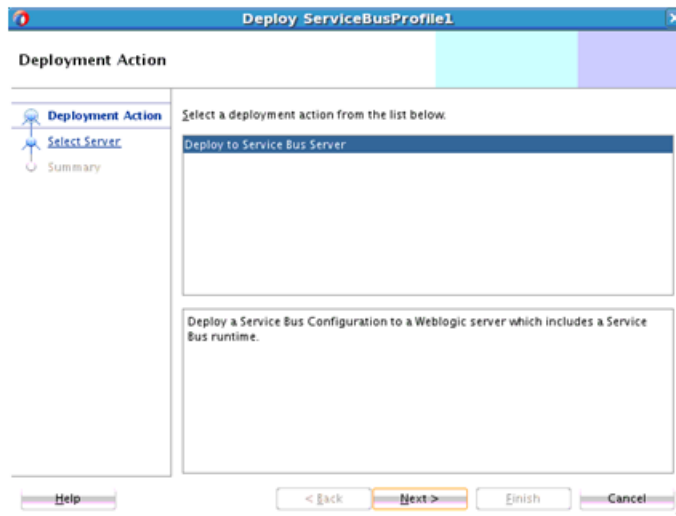 Deploy ServiceBusProfile1
Deployment Action
Deployment Action
Select Server
Summary
Select a deployment action from the list below.
Deploy to Service Bus Server
Deploy a Service Bus Configuration to a Weblogic server which includes a Service
Bus runtime.
Help
< Back
Next >
Finish
Cancel